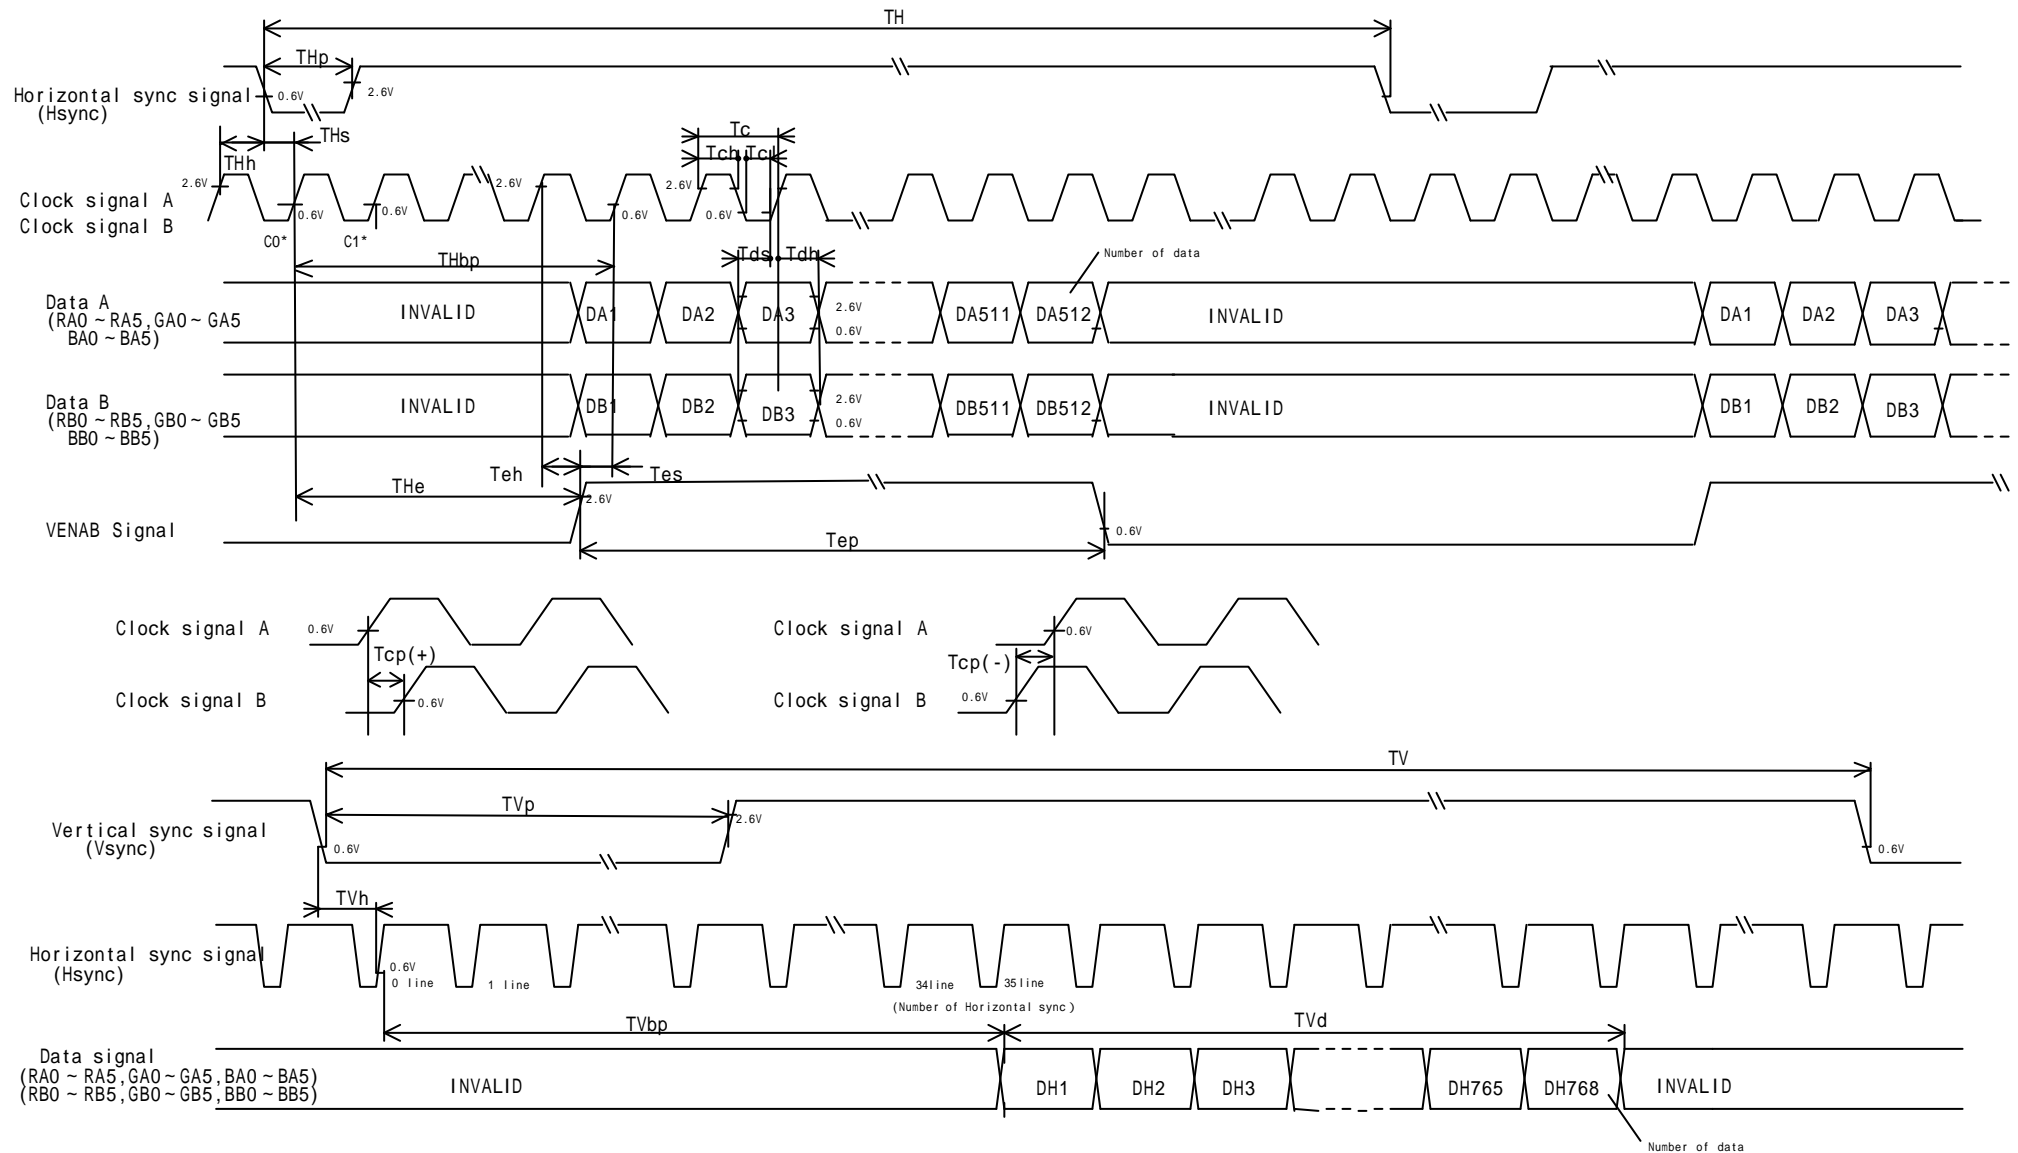 TH
THp
Horizontal sync signal
(Hsync)
0.6V
2.6V
THs
THh
Tc
Tch
Tcl
2.6V
2.6V
2.6V
Clock signal A
Clock signal B
0.6V
0.6V
0.6V
0.6V
C0*
C1*
THbp
Tds
Tdh
Number of data
Data A
(RA0～RA5,GA0～GA5
BA0～BA5)
INVALID
DA1
DA2
DA3
2.6V
0.6V
DA511
DA512
INVALID
DA1
DA2
DA3
Data B
(RB0～RB5,GB0～GB5
BB0～BB5)
INVALID
DB1
DB2
DB3
2.6V
0.6V
DB511
DB512
INVALID
DB1
DB2
DB3
Teh
Tes
THe
2.6V
VENAB Signal
0.6V
Tep
Clock signal A
0.6V
Tcp(+)
Clock signal B
0.6V
Clock signal A
0.6V
Tcp(-)
Clock signal B
0.6V
TV
TVp
Vertical sync signal
(Vsync)
2.6V
0.6V
0.6V
TVh
Horizontal sync signal
(Hsync)
0.6V
0 line
1 line
34line
35line
(Number of Horizontal sync)
TVbp
TVd
Data signal
(RA0～RA5,GA0～GA5,BA0～BA5)
(RB0～RB5,GB0～GB5,BB0～BB5)
INVALID
DH1
DH2
DH3
DH765
DH768
INVALID
Number of data